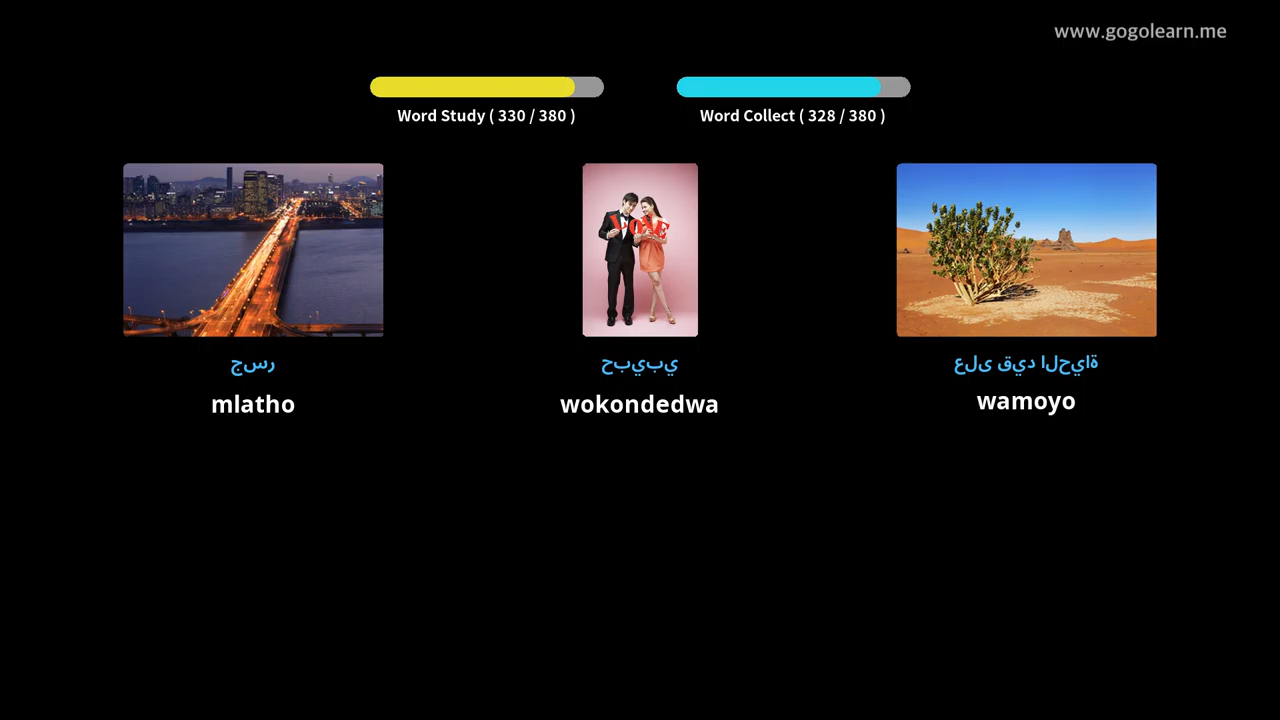 www.gogolearn.me
Word Study ( 330 / 380 )
Word Collect ( 328 / 380 )
LOVE
جسر
حبيبي
على قيد الحياة
mlatho
wokondedwa
wamoyo